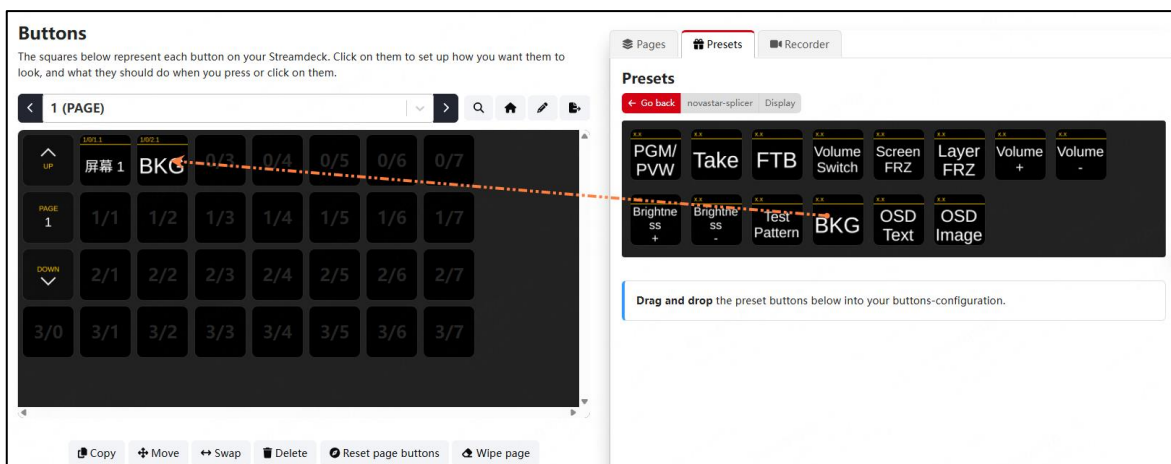 Buttons
The squares below represent each button on your Streamdeck. Click on them to set up how you want them to
look, and what they should do when you press or click on them.
1 (PAGE)
1/0/1.1 1/0/2.1
UP 屏幕 1 BKG 0/3 0/4 0/5 0/6 0/7
PAGE
1 1/1 1/2 1/3 1/4 1/5 1/6 1/7
DOWN 2/1 2/2 2/3 2/4 2/5 2/6 2/7
3/0 3/1 3/2 3/3 3/4 3/5 3/6 3/7
Copy Move Swap Delete Reset page buttons Wipe page
Pages Presets Recorder
Presets
Go back novastar-splicer Display
x.x x.x x.x x.x x.x x.x x.x x.x
PGM/ Take FTB Volume Screen Layer Volume Volume
PVW Switch FRZ FRZ + -
x.x x.x x.x x.x x.x x.x
Brightne Brightne Test BKG OSD OSD
ss ss Pattern Text Image
+ -
Drag and drop the preset buttons below into your buttons-configuration.